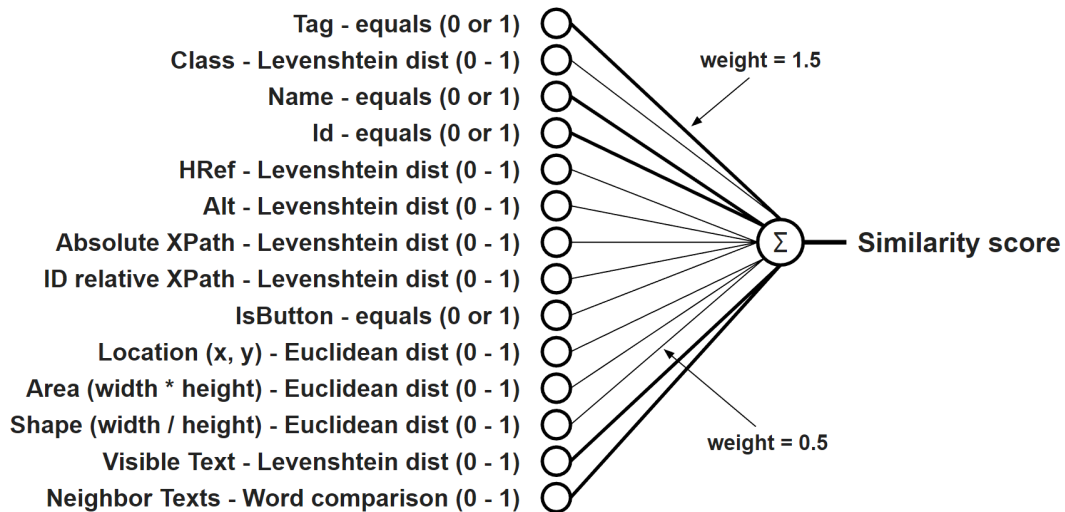 Tag - equals (0 or 1)
Class - Levenshtein dist (0 - 1)
weight = 1.5
Name - equals (0 or 1)
Id - equals (0 or 1)
HRef - Levenshtein dist (0 - 1)
Alt - Levenshtein dist (0 - 1)
Absolute XPath - Levenshtein dist (0 - 1)
Σ
Similarity score
ID relative XPath - Levenshtein dist (0 - 1)
IsButton - equals (0 or 1)
Location (x, y) - Euclidean dist (0 - 1)
Area (width * height) - Euclidean dist (0 - 1)
Shape (width / height) - Euclidean dist (0 - 1)
weight = 0.5
Visible Text - Levenshtein dist (0 - 1)
Neighbor Texts - Word comparison (0 - 1)